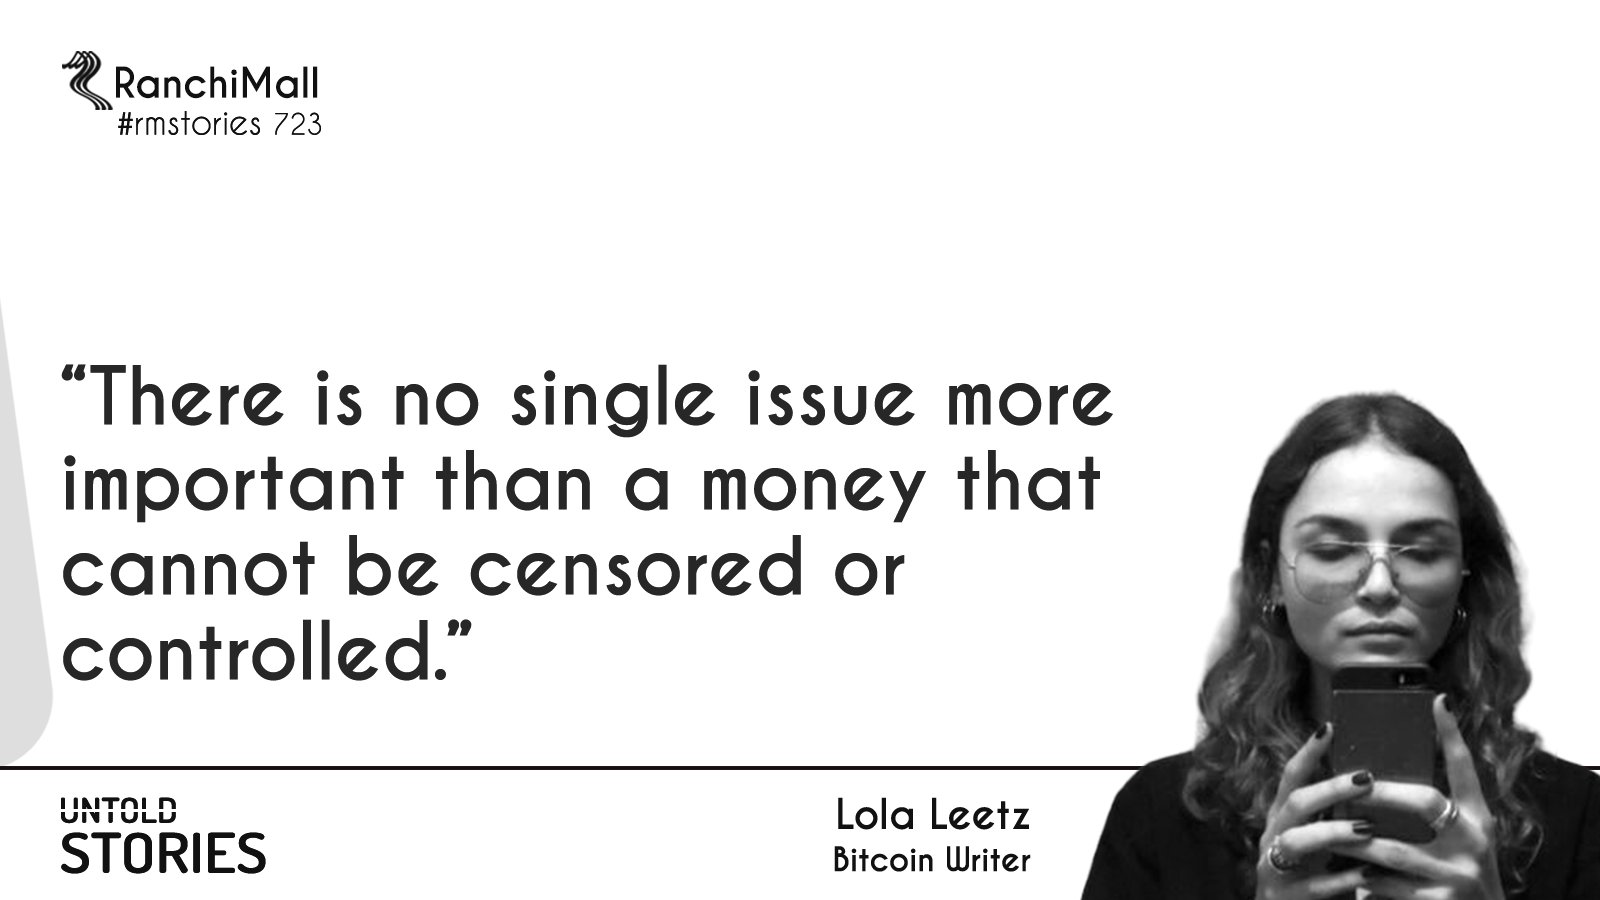 RanchiMall
#rmstories 723
“There is no single issue more
important than a money that
cannot be censored or
controlled.”
UNTOLD
STORIES
Lola Leetz
Bitcoin Writer